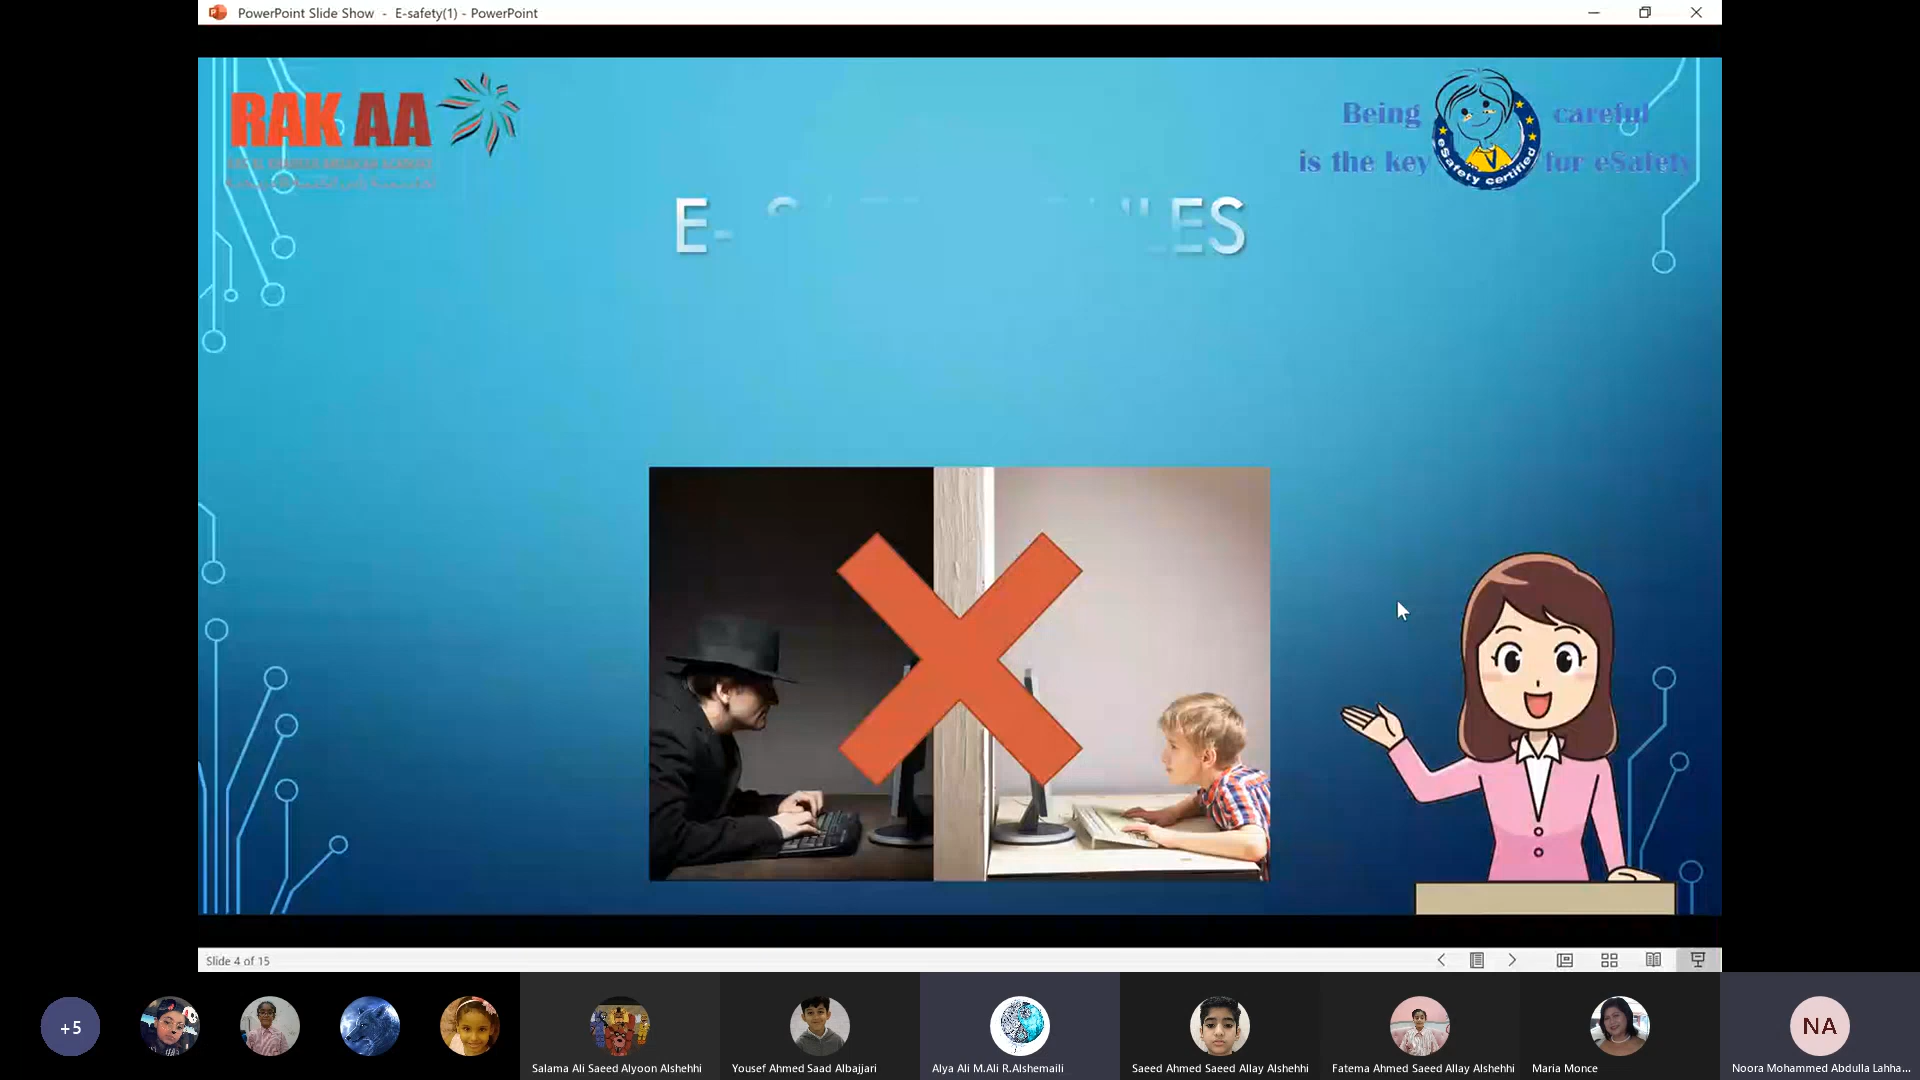 PowerPoint Slide Show - E-safety(1) - PowerPoint
RAK AA
Being careful
is the key for eSafety
eSafety certified
E-
Slide 4 of 15
+5
NA
Salama Ali Saeed Alyoon Alshehhi
Yousef Ahmed Saad Albajjari
Alya Ali M.Ali R.Alshemaili
Saeed Ahmed Saeed Allay Alshehhi
Fatema Ahmed Saeed Allay Alshehhi
Maria Monce
Noora Mohammed Abdulla Lahha...